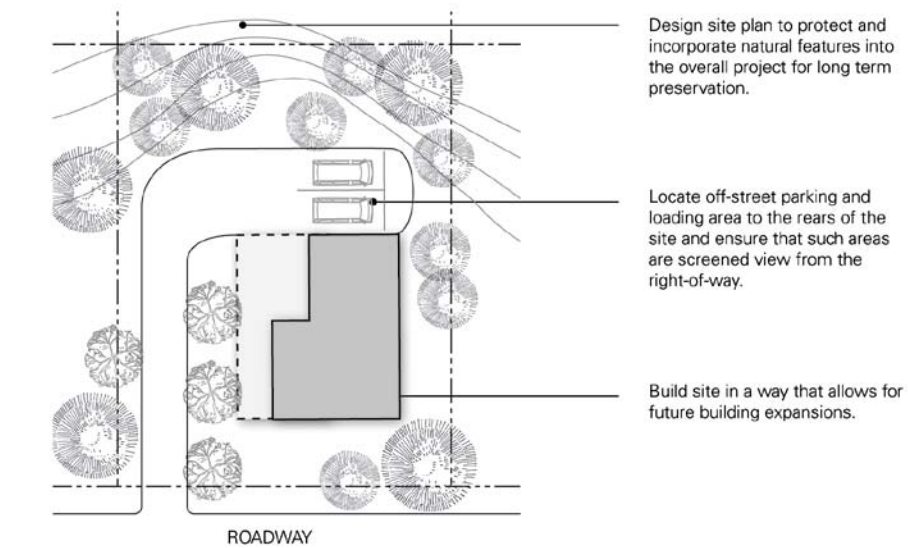 Design site plan to protect and
incorporate natural features into
the overall project for long term
preservation.
Locate off-street parking and
loading area to the rears of the
site and ensure that such areas
are screened view from the
right-of-way.
Build site in a way that allows for
future building expansions.
ROADWAY